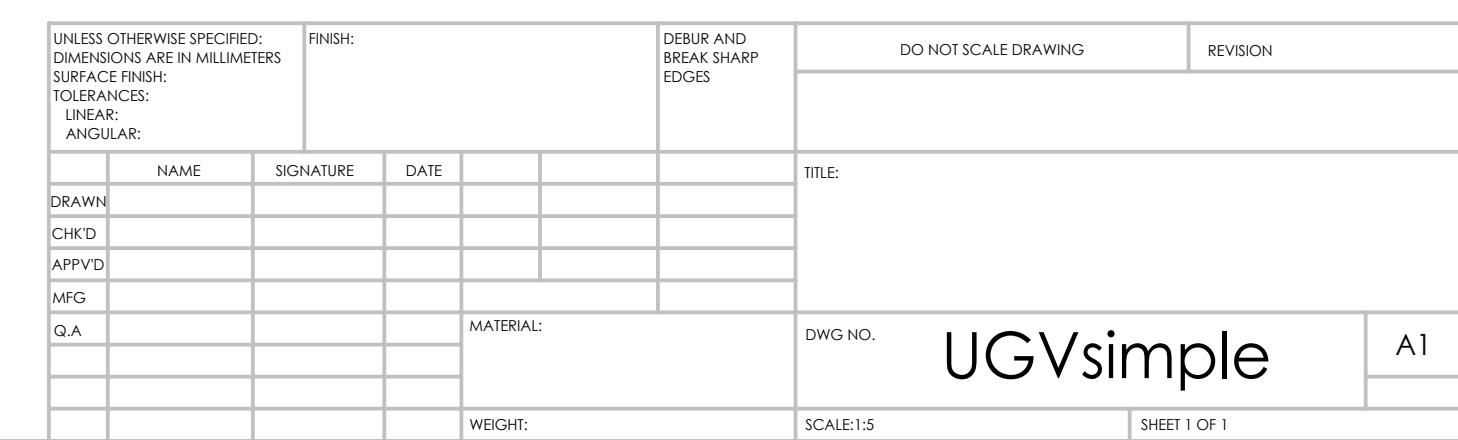 UNLESS OTHERWISE SPECIFIED:
DIMENSIONS ARE IN MILLIMETERS
SURFACE FINISH:
TOLERANCES:
LINEAR:
ANGULAR:
FINISH:
DEBUR AND
BREAK SHARP
EDGES
DO NOT SCALE DRAWING
REVISION
NAME
SIGNATURE
DATE
TITLE:
DRAWN
CHK'D
APPV'D
MFG
Q.A
MATERIAL:
DWG NO.
UGVsimple
A1
WEIGHT:
SCALE:1:5
SHEET 1 OF 1